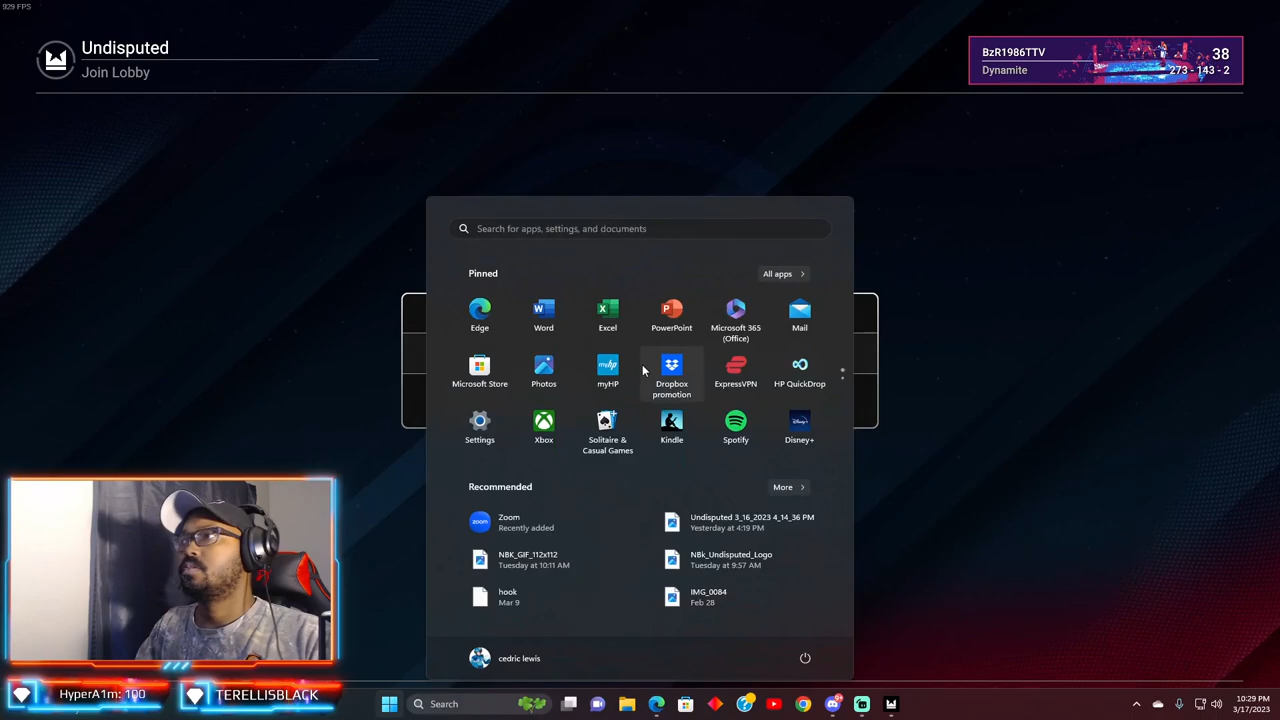 929 FPS
Undisputed
Join Lobby
BzR1986TTV
38
Dynamite
273 - 143 - 2
Search for apps, settings, and documents
Pinned
All apps
Edge
Word
Excel
PowerPoint
Microsoft 365
(Office)
Mail
Microsoft Store
Photos
myHP
Dropbox
promotion
ExpressVPN
HP QuickDrop
Settings
Xbox
Solitaire &
Casual Games
Kindle
Spotify
Disney+
Recommended
More
Zoom
Recently added
Undisputed 3_16_2023 4_14_36 PM
Yesterday at 4:19 PM
NBK_GIF_112x112
Tuesday at 10:11 AM
NBk_Undisputed_Logo
Tuesday at 9:57 AM
hook
Mar 9
IMG_0084
Feb 28
cedric lewis
HyperA1m: 100
TERELLISBLACK
Search
10:29 PM
3/17/2023